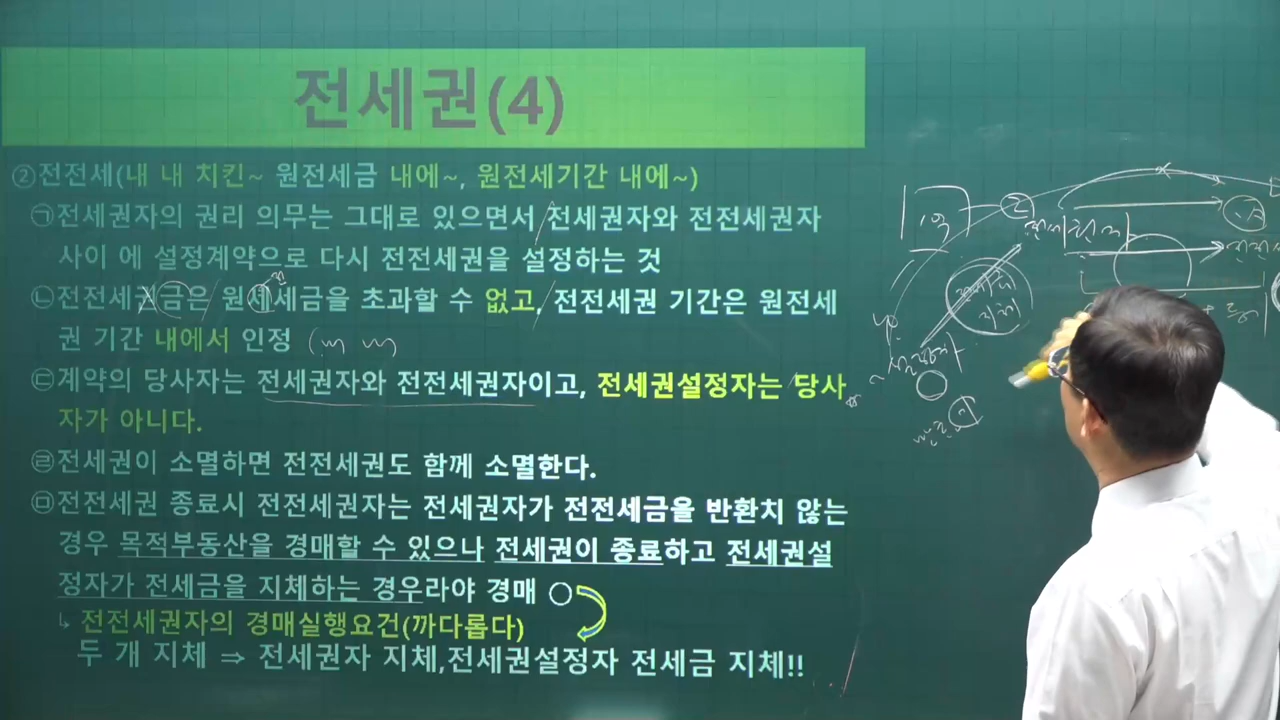 전세권(4)
②전전세(내 내 치킨~ 원전세금 내에~, 원전세기간 내에~)
㉠전세권자의 권리 의무는 그대로 있으면서 전세권자와 전전세권자
사이 에 설정계약으로 다시 전전세권을 설정하는 것
㉡전전세권금은 원전세금을 초과할 수 없고, 전전세권 기간은 원전세
권 기간 내에서 인정
㉢계약의 당사자는 전세권자와 전전세권자이고, 전세권설정자는 당사
자가 아니다.
㉣전세권이 소멸하면 전전세권도 함께 소멸한다.
㉤전전세권 종료시 전전세권자는 전세권자가 전전세금을 반환치 않는
경우 목적부동산을 경매할 수 있으나 전세권이 종료하고 전세권설
정자가 전세금을 지체하는 경우라야 경매 ○
↳ 전전세권자의 경매실행요건(까다롭다)
두 개 지체 ⇒ 전세권자 지체,전세권설정자 전세금 지체!!
②